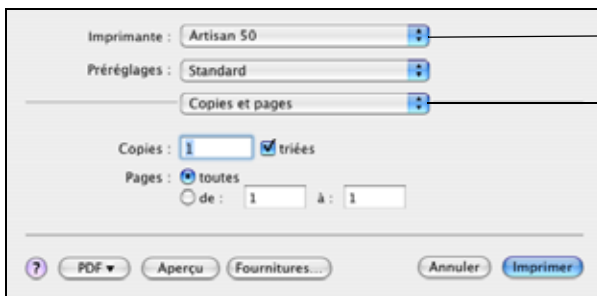 Imprimante : Artisan 50
Préréglages : Standard
Copies et pages
Copies : 1 triées
Pages : toutes
de : 1 à : 1
? PDF Aperçu Fournitures... Annuler Imprimer